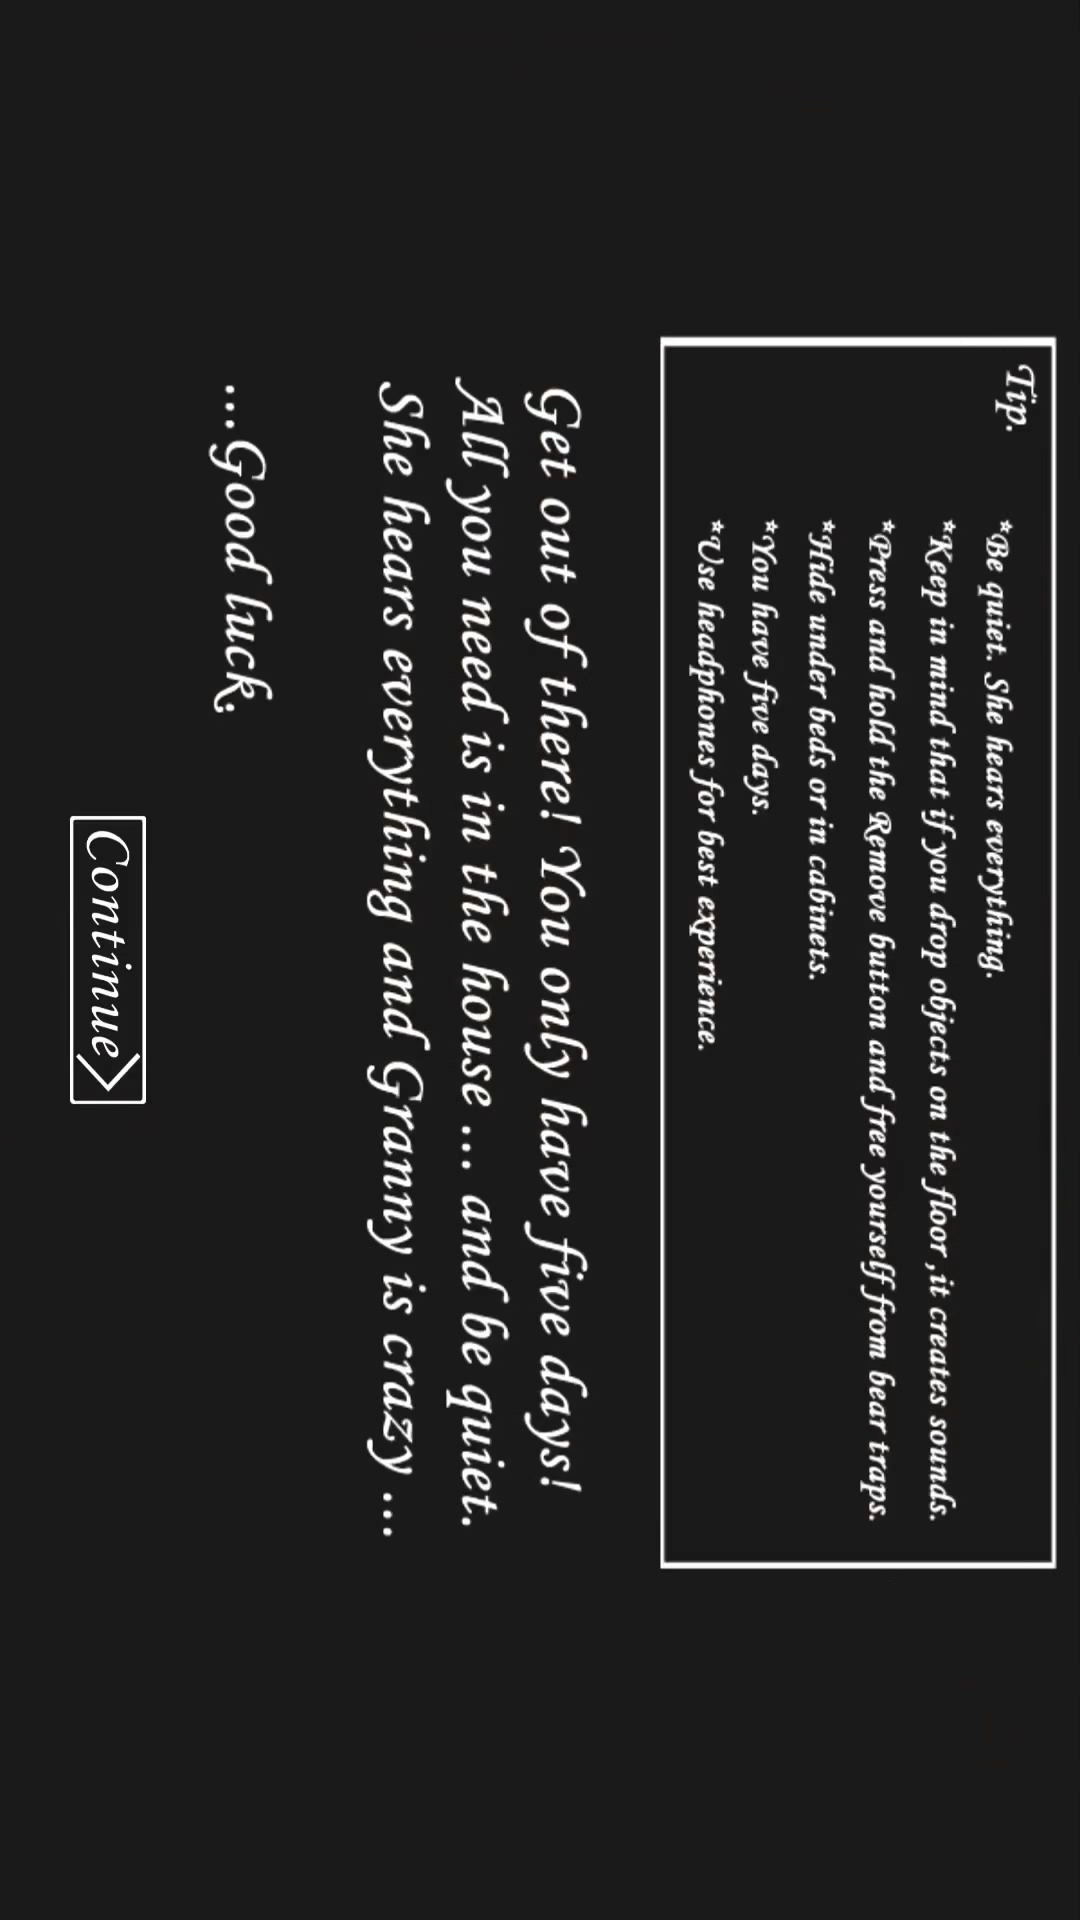 Tip.
*Be quiet. She hears everything.
*Keep in mind that if you drop objects on the floor ,it creates sounds.
*Press and hold the Remove button and free yourself from bear traps.
*Hide under beds or in cabinets.
*You have five days.
*Use headphones for best experience.
Get out of there! You only have five days!
All you need is in the house ... and be quiet.
She hears everything and Granny is crazy ...
...Good luck.
Continue